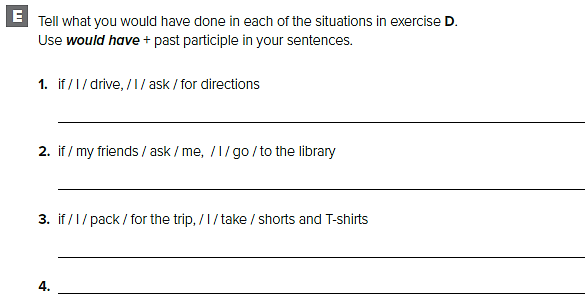 E
Tell what you would have done in each of the situations in exercise D.
Use would have + past participle in your sentences.
1. if / I / drive, / I / ask / for directions
2. if / my friends / ask / me, / I / go / to the library
3. if / I / pack / for the trip, / I / take / shorts and T-shirts
4.